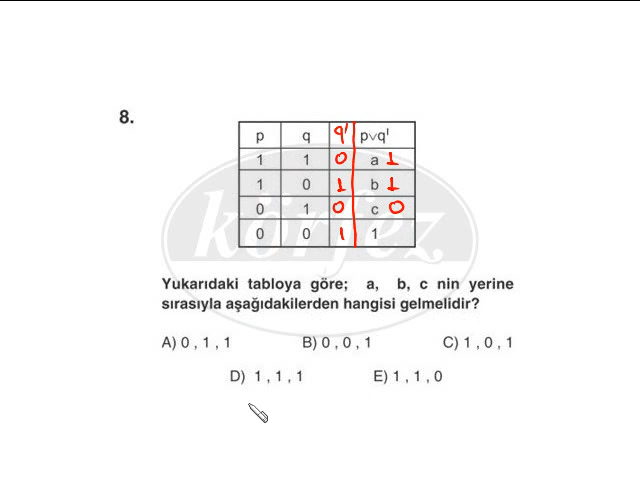 8.
p q q' p∨q'
1 1 0 a 1
1 0 1 b 1
0 1 0 c 0
0 0 1 1
körfez
Yukarıdaki tabloya göre; a, b, c nin yerine
sırasıyla aşağıdakilerden hangisi gelmelidir?
A) 0 , 1 , 1 B) 0 , 0 , 1 C) 1 , 0 , 1
D) 1 , 1 , 1 E) 1 , 1 , 0